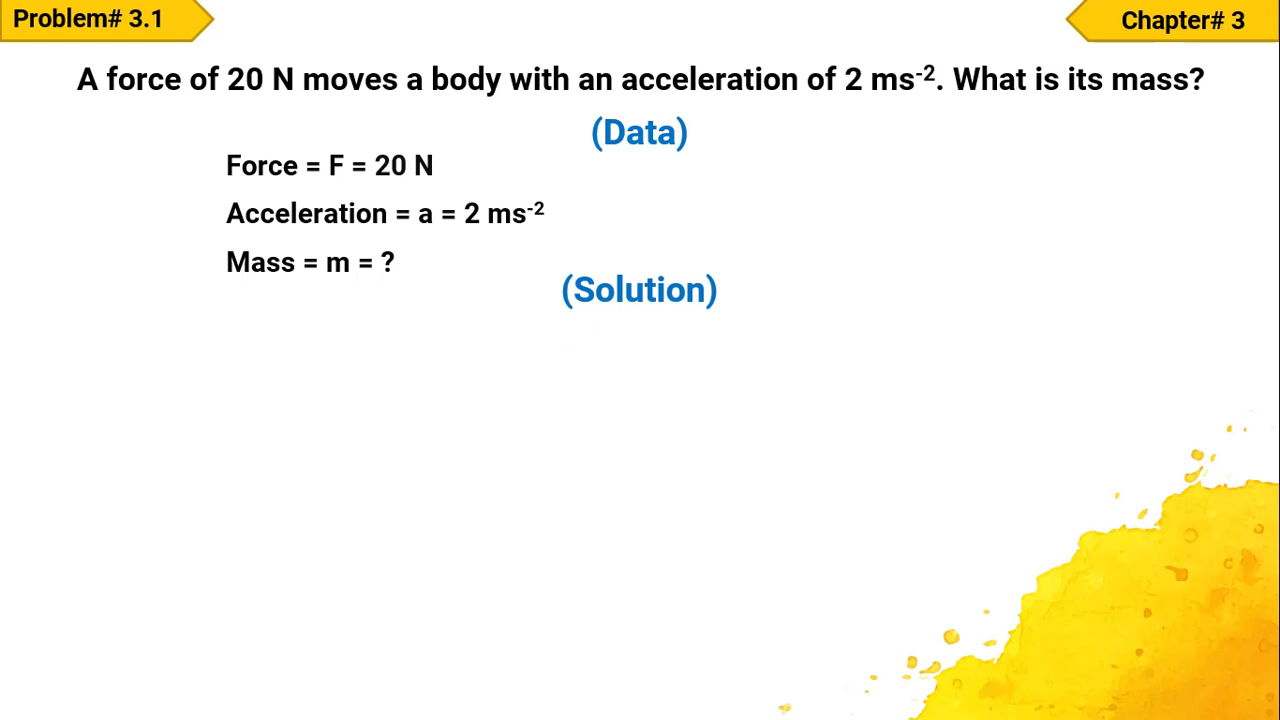 Problem# 3.1
Chapter# 3
A force of 20 N moves a body with an acceleration of 2 ms⁻². What is its mass?
(Data)
Force = F = 20 N
Acceleration = a = 2 ms⁻²
Mass = m = ?
(Solution)